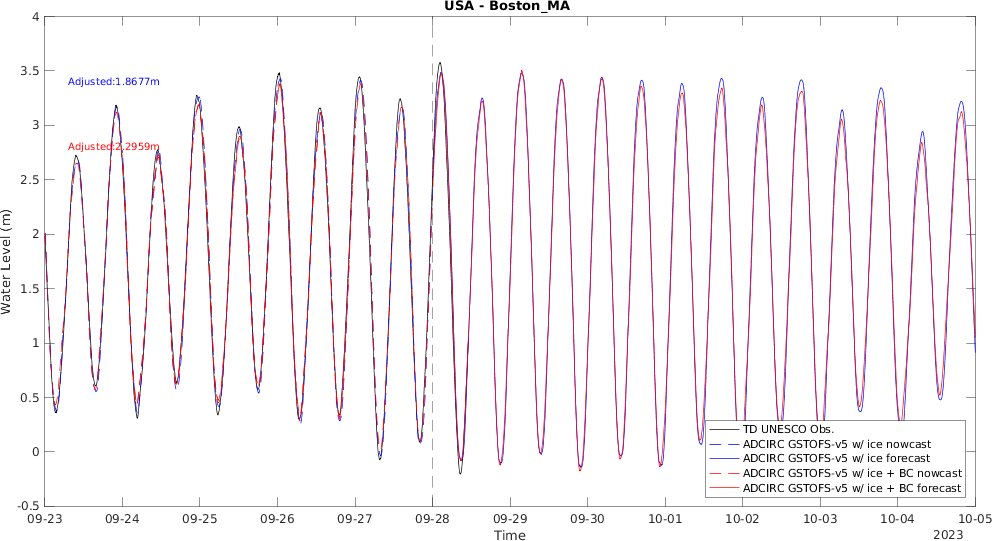 USA - Boston_MA
4
3.5
3
2.5
2
1.5
1
0.5
0
-0.5
Water Level (m)
Adjusted:1.8677m
Adjusted:2.2959m
TD UNESCO Obs.
ADCIRC GSTOFS-v5 w/ ice nowcast
ADCIRC GSTOFS-v5 w/ ice forecast
ADCIRC GSTOFS-v5 w/ ice + BC nowcast
ADCIRC GSTOFS-v5 w/ ice + BC forecast
09-23 09-24 09-25 09-26 09-27 09-28 09-29 09-30 10-01 10-02 10-03 10-04 10-05
Time
2023